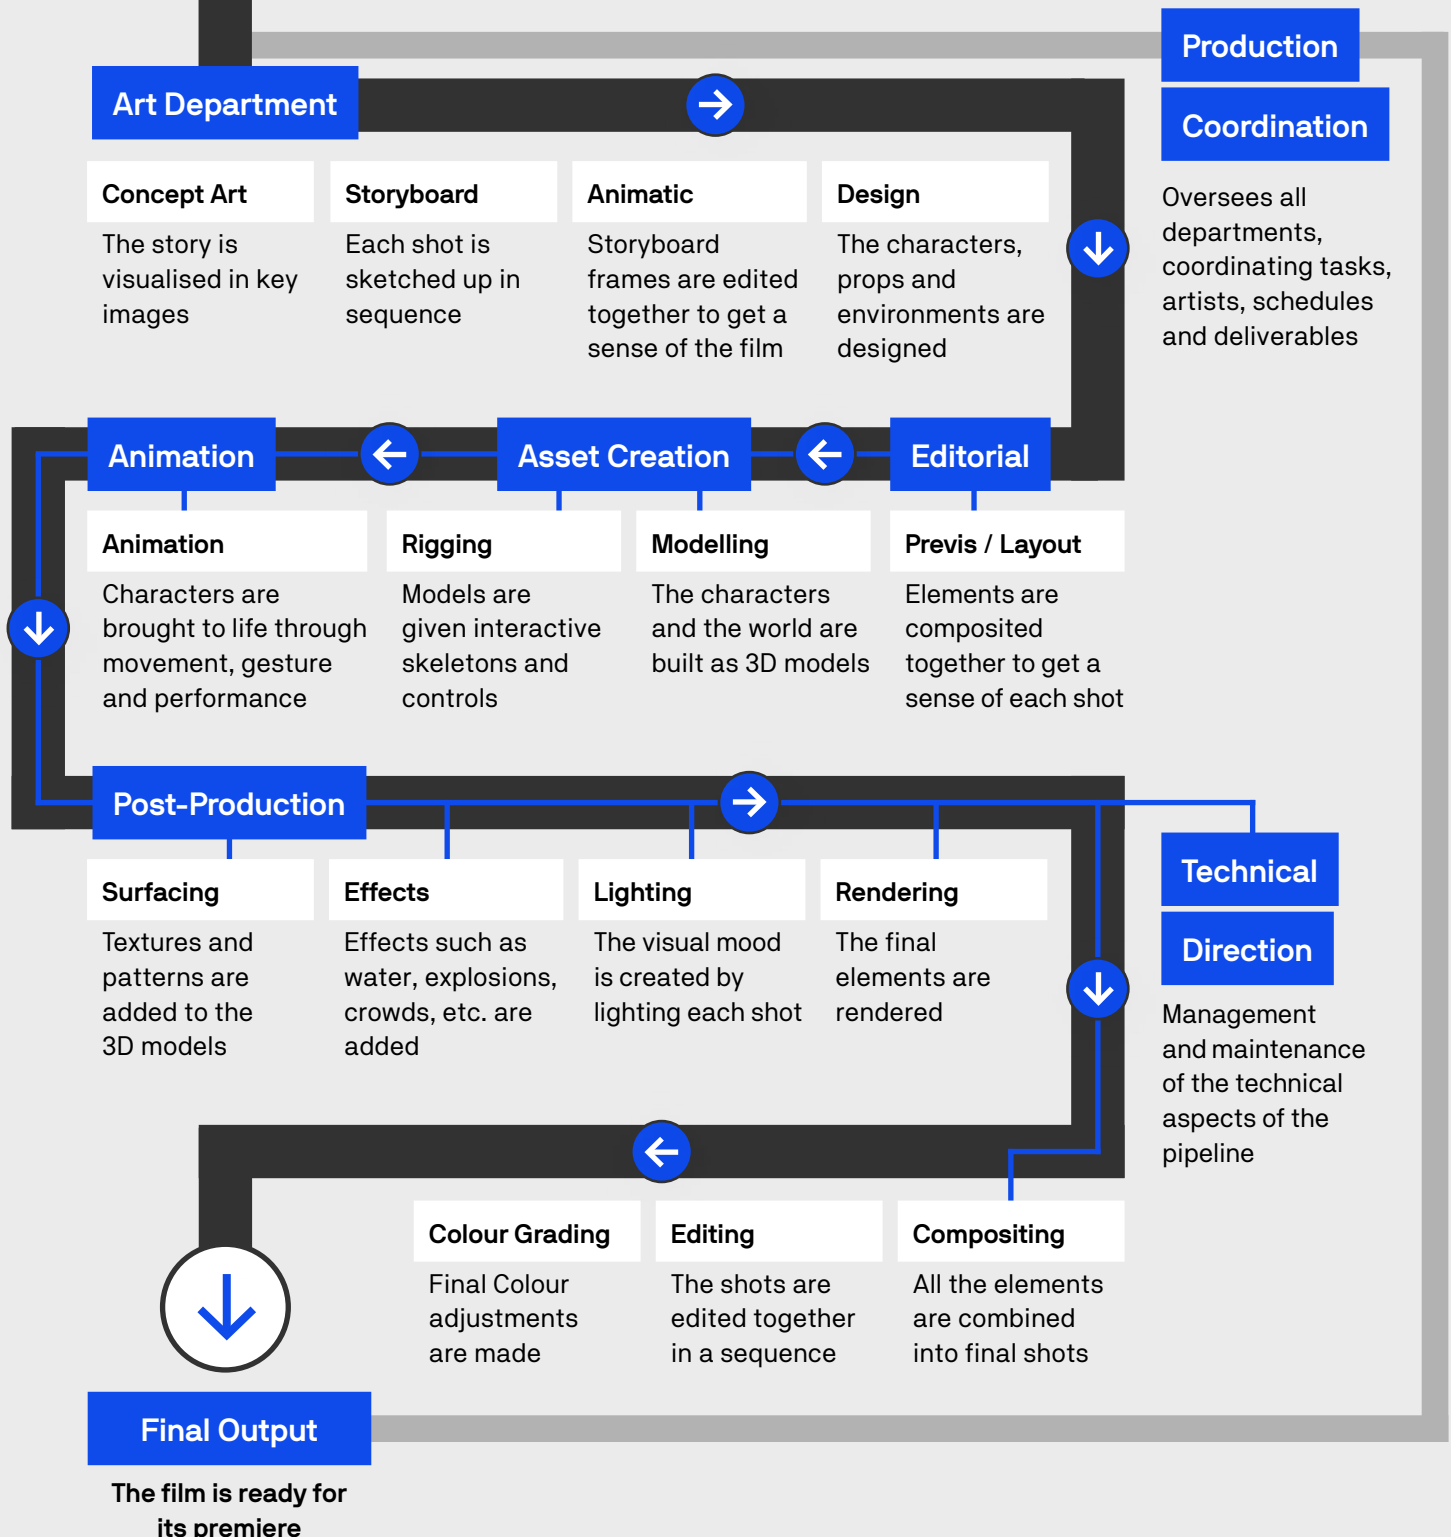 Production
Coordination
Oversees all
departments,
coordinating tasks,
artists, schedules
and deliverables
Art Department
Concept Art
The story is
visualised in key
images
Storyboard
Each shot is
sketched up in
sequence
Animatic
Storyboard
frames are edited
together to get a
sense of the film
Design
The characters,
props and
environments are
designed
Editorial
Previs / Layout
Elements are
composited
together to get a
sense of each shot
Asset Creation
Modelling
The characters
and the world are
built as 3D models
Rigging
Models are
given interactive
skeletons and
controls
Animation
Animation
Characters are
brought to life through
movement, gesture
and performance
Post-Production
Surfacing
Textures and
patterns are
added to the
3D models
Effects
Effects such as
water, explosions,
crowds, etc. are
added
Lighting
The visual mood
is created by
lighting each shot
Rendering
The final
elements are
rendered
Technical
Direction
Management
and maintenance
of the technical
aspects of the
pipeline
Compositing
All the elements
are combined
into final shots
Editing
The shots are
edited together
in a sequence
Colour Grading
Final Colour
adjustments
are made
Final Output
The film is ready for
its premiere